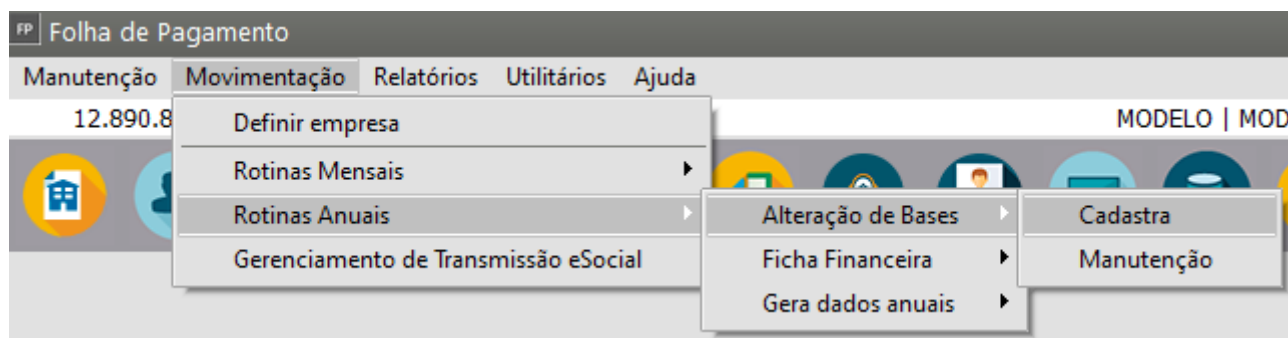 FP Folha de Pagamento
Manutenção Movimentação Relatórios Utilitários Ajuda
12.890.8 MODELO | MOD
Definir empresa
Rotinas Mensais
Rotinas Anuais Alteração de Bases Cadastra
Gerenciamento de Transmissão eSocial Ficha Financeira Manutenção
Gera dados anuais